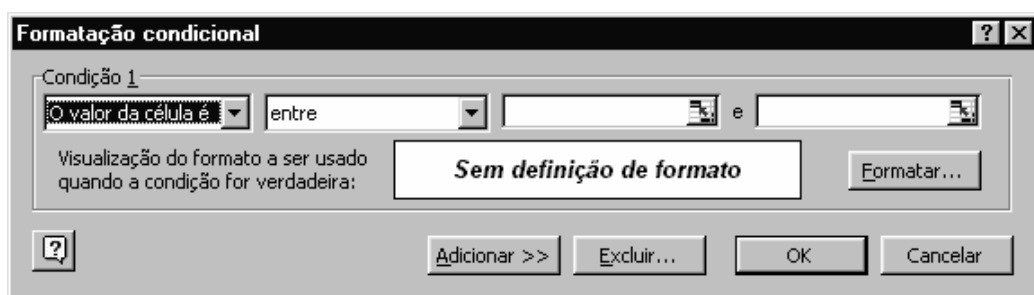 Formatação condicional
Condição 1
O valor da célula é entre e
Visualização do formato a ser usado
quando a condição for verdadeira:
Sem definição de formato
Formatar...
Adicionar >> Excluir... OK Cancelar